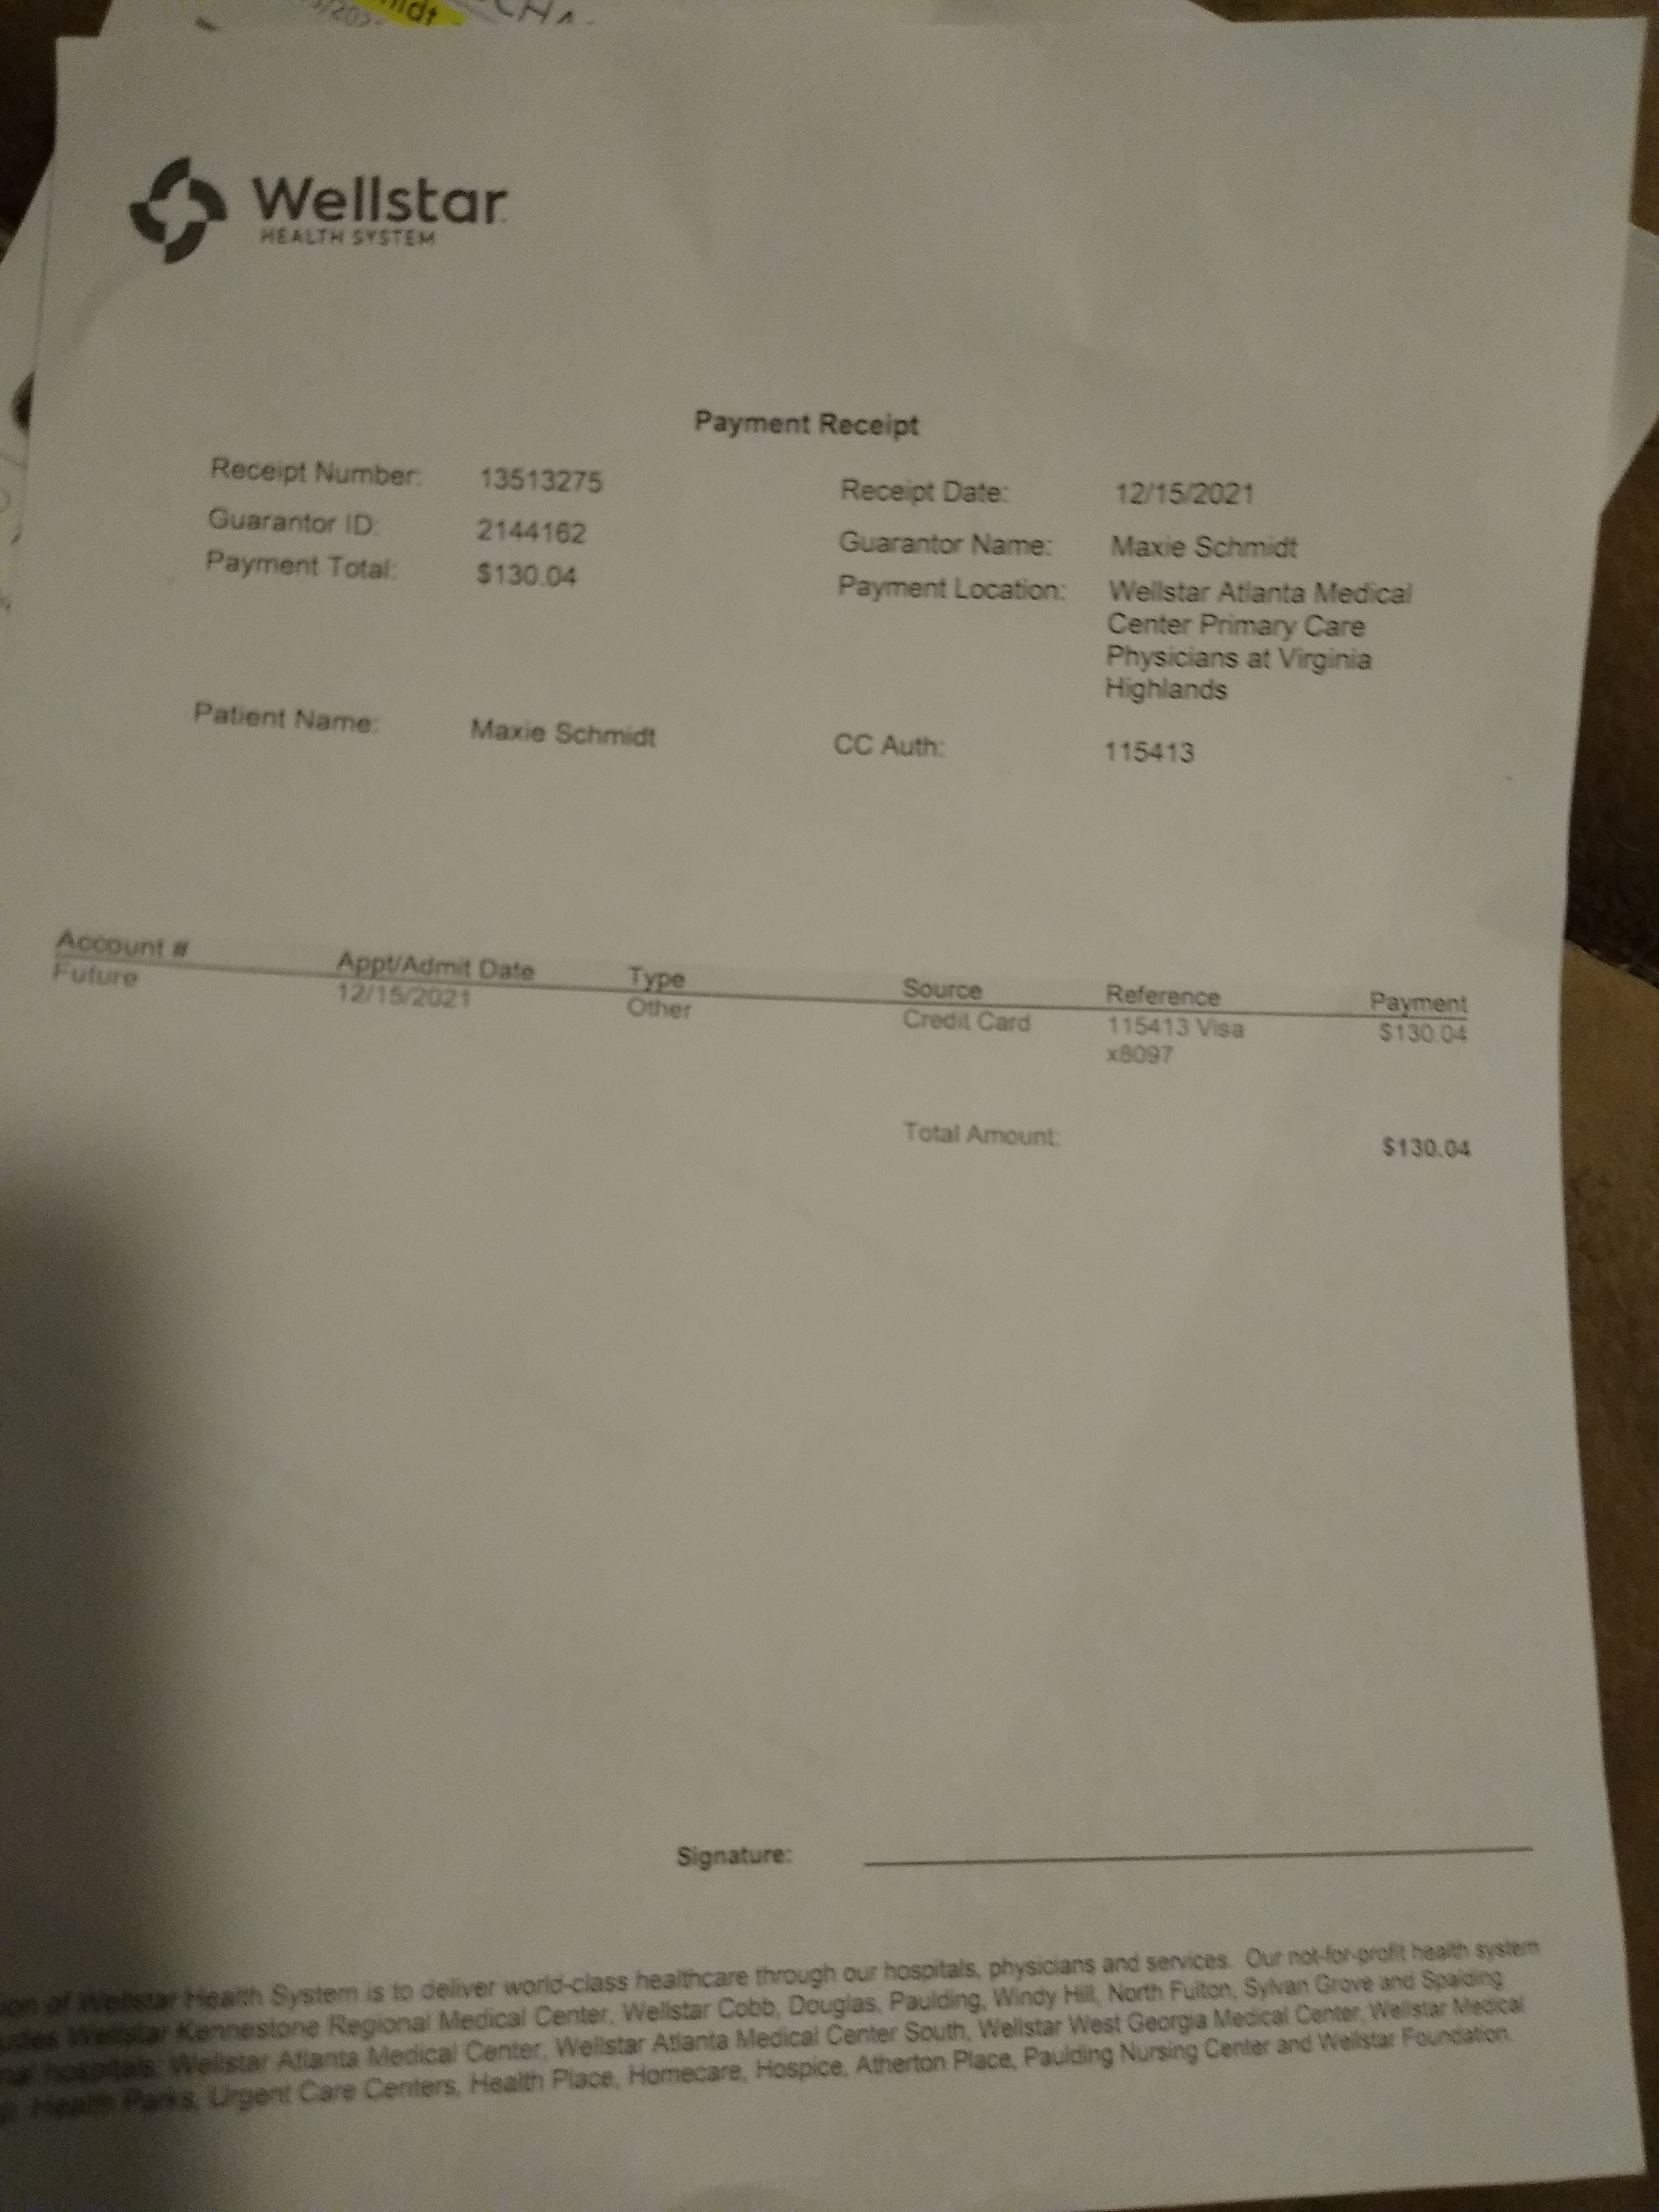 Wellstar
HEALTH SYSTEM
Payment Receipt
Receipt Number: 13513275
Receipt Date: 12/15/2021
Guarantor ID: 2144162
Guarantor Name: Maxie Schmidt
Payment Total: $130.04
Payment Location: Wellstar Atlanta Medical
Center Primary Care
Physicians at Virginia
Highlands
Patient Name: Maxie Schmidt
CC Auth: 115413
Account # Appt/Admit Date Type Source Reference Payment
Future 12/15/2021 Other Credit Card 115413 Visa $130.04
x8097
Total Amount: $130.04
Signature:
of Wellstar Health System is to deliver world-class healthcare through our hospitals, physicians and services. Our not-for-profit health system
Wellstar Kennestone Regional Medical Center, Wellstar Cobb, Douglas, Paulding, Windy Hill, North Fulton, Sylvan Grove and Spalding
hospitals; Wellstar Atlanta Medical Center, Wellstar Atlanta Medical Center South, Wellstar West Georgia Medical Center, Wellstar Medical
Health Parks, Urgent Care Centers, Health Place, Homecare, Hospice, Atherton Place, Paulding Nursing Center and Wellstar Foundation.